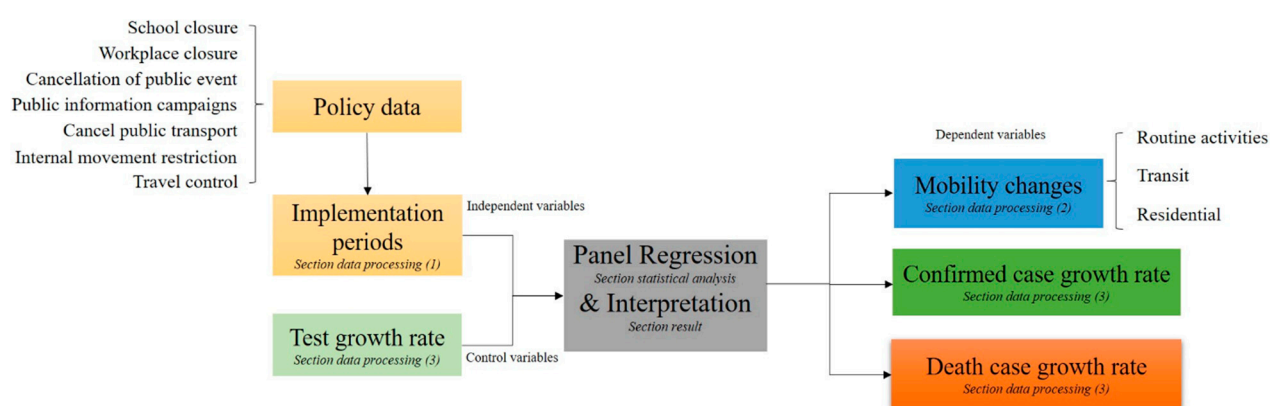 School closure
Workplace closure
Cancellation of public event
Public information campaigns
Cancel public transport
Internal movement restriction
Travel control
Policy data
Implementation
periods
Section data processing (1)
Independent variables
Test growth rate
Section data processing (3)
Control variables
Panel Regression
Section statistical analysis
& Interpretation
Section result
Dependent variables
Mobility changes
Section data processing (2)
Routine activities
Transit
Residential
Confirmed case growth rate
Section data processing (3)
Death case growth rate
Section data processing (3)